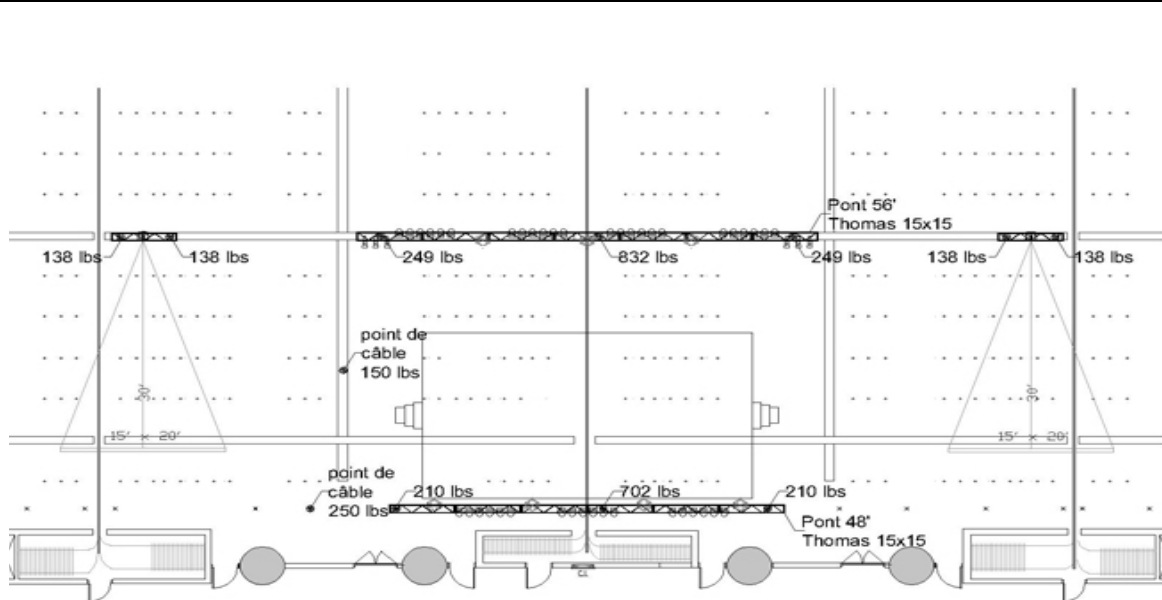 Pont 56'
Thomas 15x15
138 lbs
138 lbs
249 lbs
832 lbs
249 lbs
138 lbs
138 lbs
point de
câble
150 lbs
30'
30'
15' x 20'
15' x 20'
point de
câble
250 lbs
210 lbs
702 lbs
210 lbs
Pont 48'
Thomas 15x15